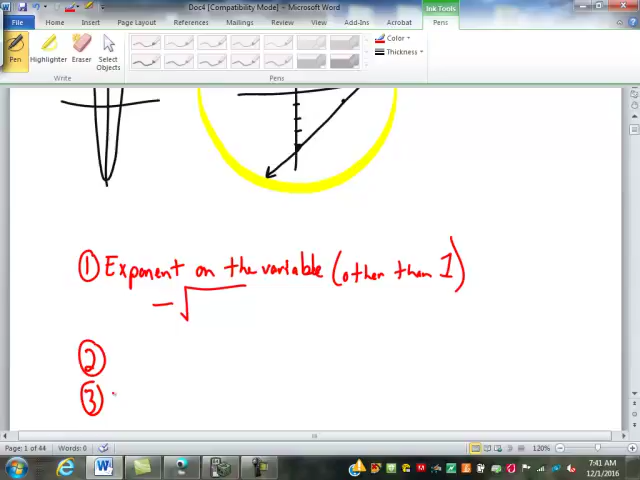 Doc4 [Compatibility Mode] - Microsoft Word
Ink Tools
File Home Insert Page Layout References Mailings Review View Add-Ins Acrobat Pens
Pen Highlighter Eraser Select Objects
Color
Thickness
Write Pens
① Exponent on the variable (other than 1)
- √
②
③
Page: 1 of 44 Words: 0 120%
7:41 AM
12/1/2016